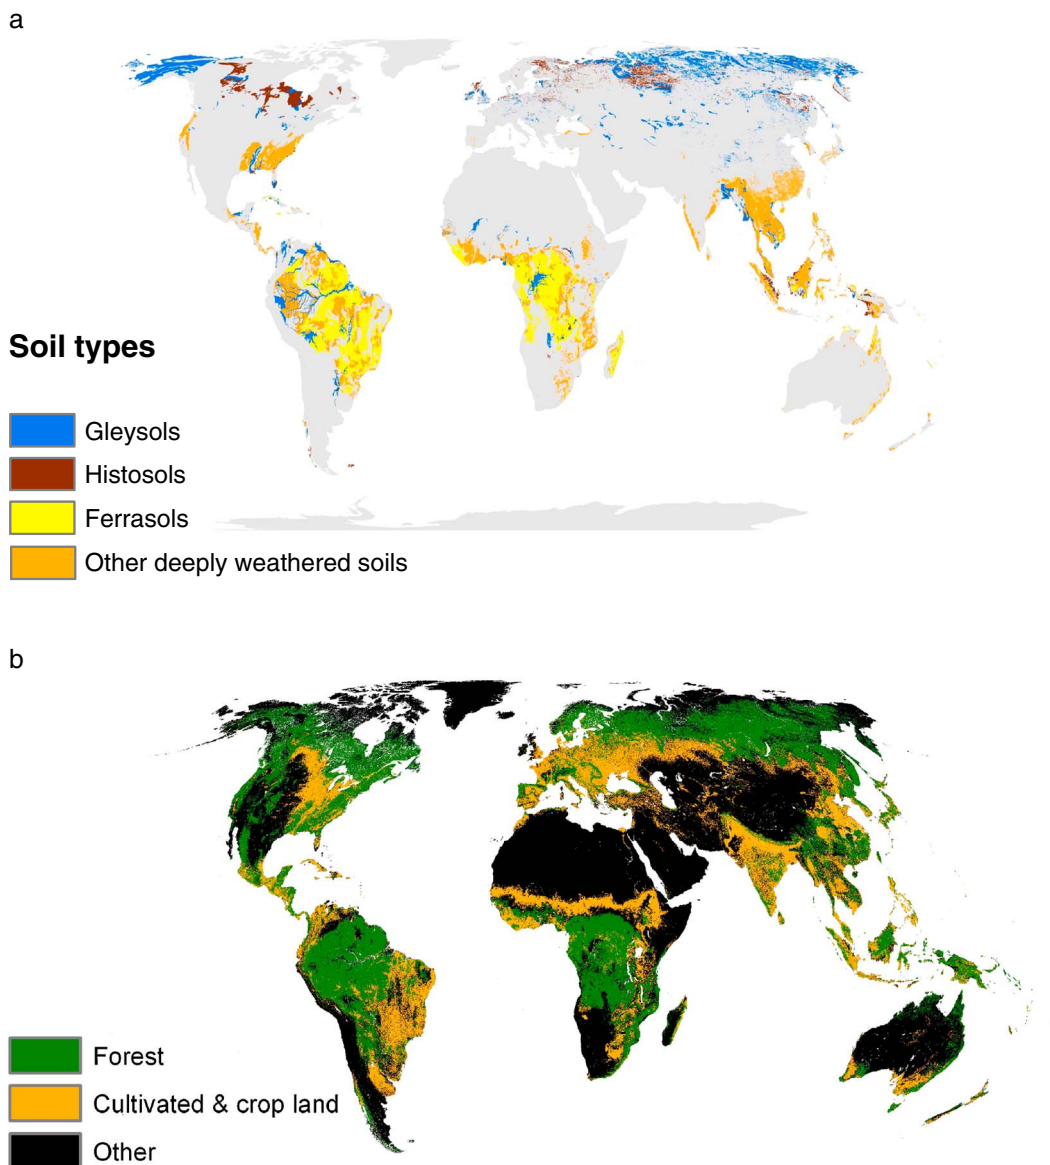 a
Soil types
Gleysols
Histosols
Ferrasols
Other deeply weathered soils
b
Forest
Cultivated & crop land
Other